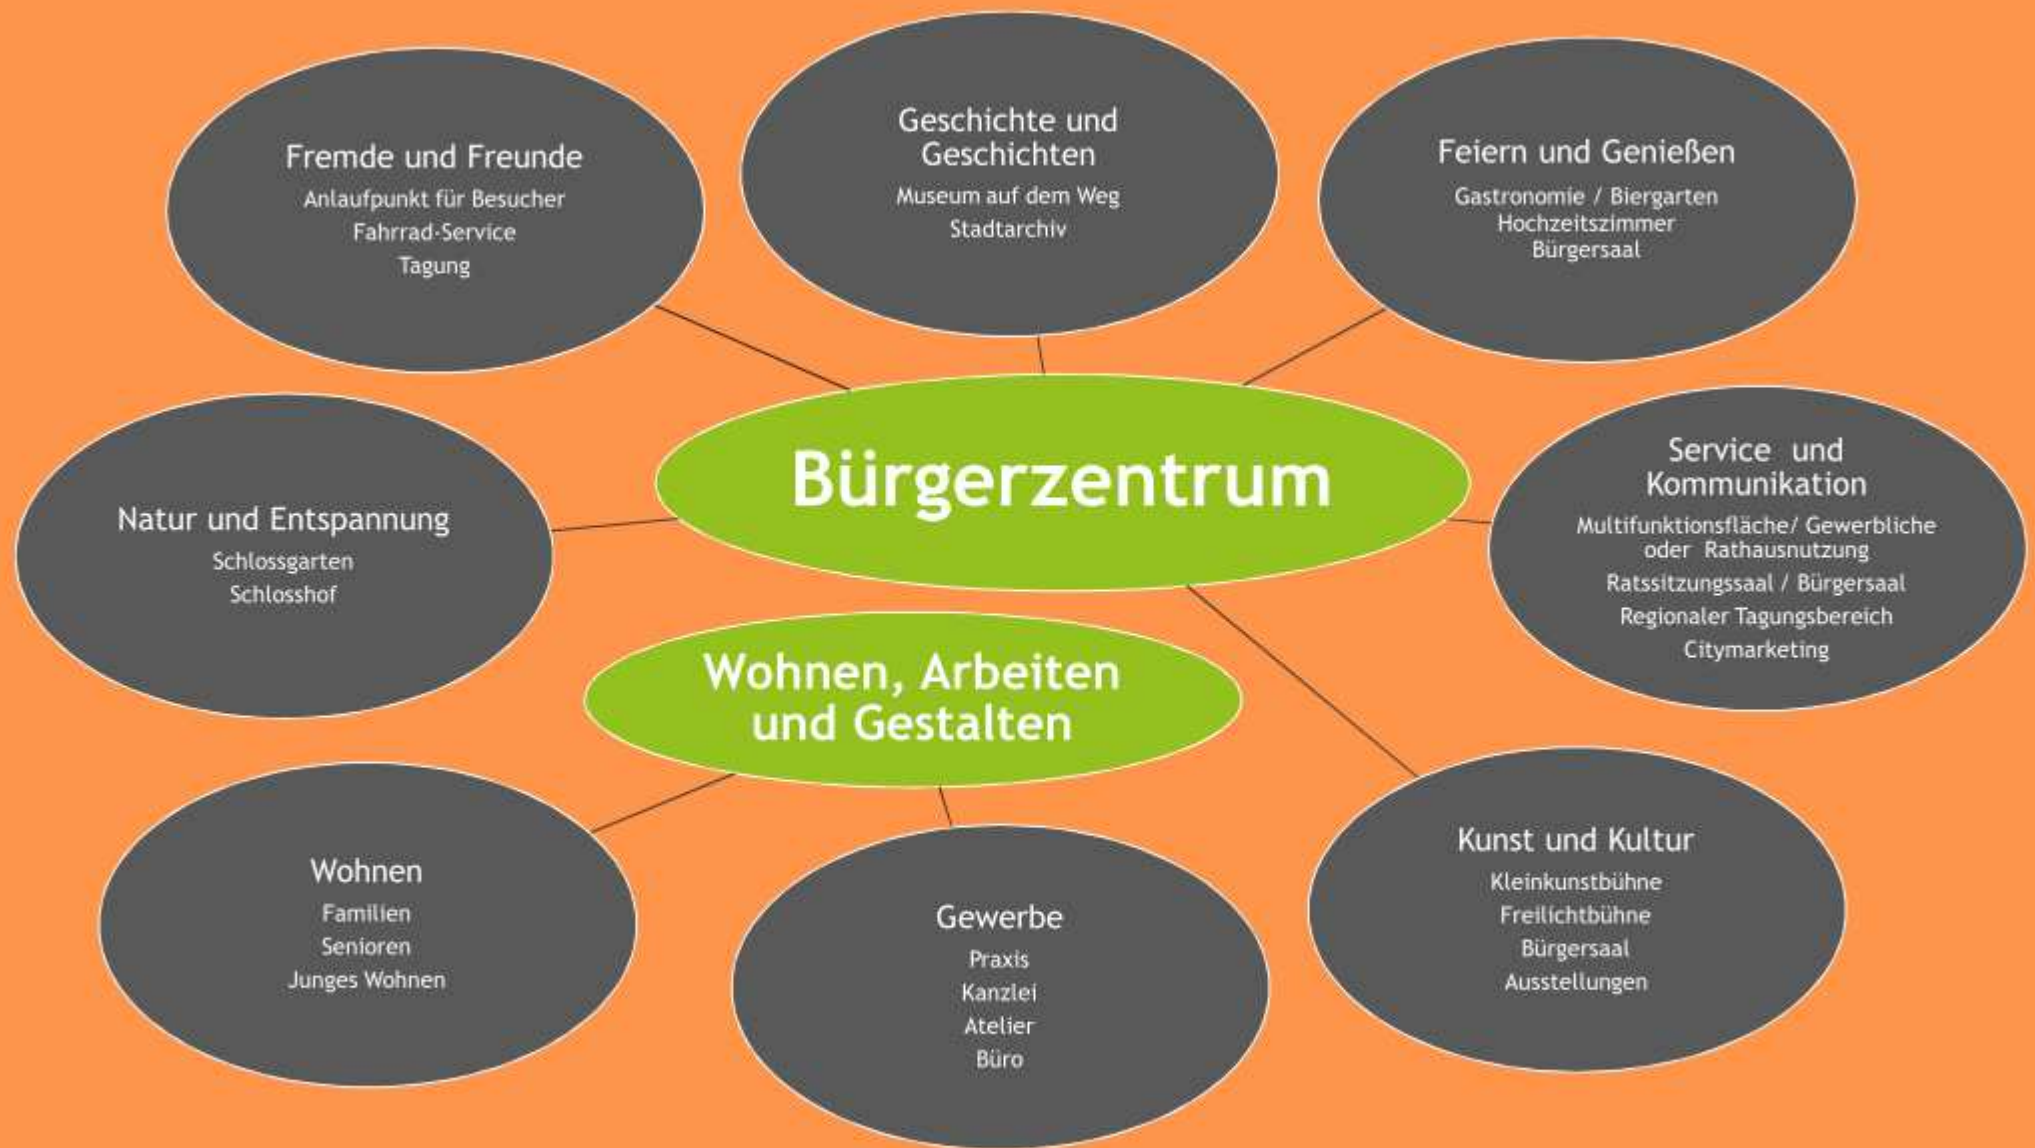 Fremde und Freunde
Anlaufpunkt für Besucher
Fahrrad-Service
Tagung
Geschichte und
Geschichten
Museum auf dem Weg
Stadtarchiv
Feiern und Genießen
Gastronomie / Biergarten
Hochzeitszimmer
Bürgersaal
Natur und Entspannung
Schlossgarten
Schlosshof
Bürgerzentrum
Service und
Kommunikation
Multifunktionsfläche/ Gewerbliche
oder Rathausnutzung
Ratssitzungssaal / Bürgersaal
Regionaler Tagungsbereich
Citymarketing
Wohnen, Arbeiten
und Gestalten
Wohnen
Familien
Senioren
Junges Wohnen
Gewerbe
Praxis
Kanzlei
Atelier
Büro
Kunst und Kultur
Kleinkunstbühne
Freilichtbühne
Bürgersaal
Ausstellungen